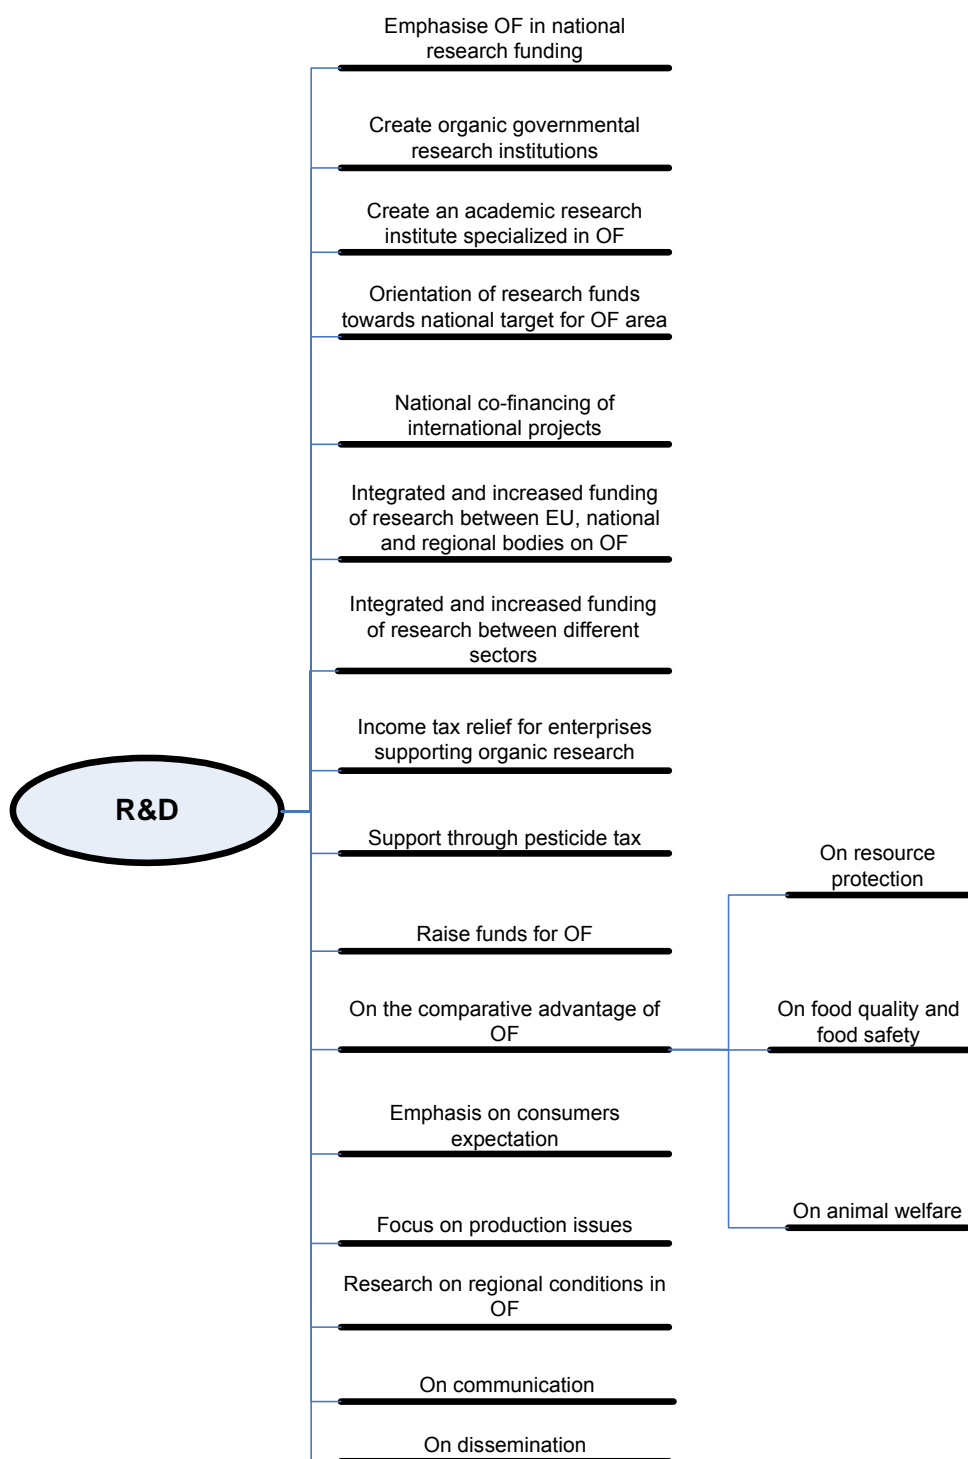 Emphasise OF in national
research funding
Create organic governmental
research institutions
Create an academic research
institute specialized in OF
Orientation of research funds
towards national target for OF area
National co-financing of
international projects
Integrated and increased funding
of research between EU, national
and regional bodies on OF
Integrated and increased funding
of research between different
sectors
Income tax relief for enterprises
supporting organic research
R&D
Support through pesticide tax
On resource
protection
Raise funds for OF
On the comparative advantage of
OF
On food quality and
food safety
Emphasis on consumers
expectation
Focus on production issues
On animal welfare
Research on regional conditions in
OF
On communication
On dissemination